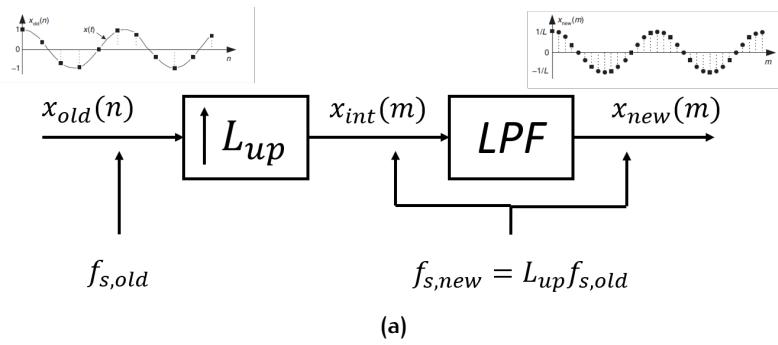 x_old(n)
x(t)
1
0
−1
n
x_new(m)
1/L
0
−1/L
m
x_old(n)
↑ L_up
x_int(m)
LPF
x_new(m)
f_s,old
f_s,new = L_up f_s,old
(a)